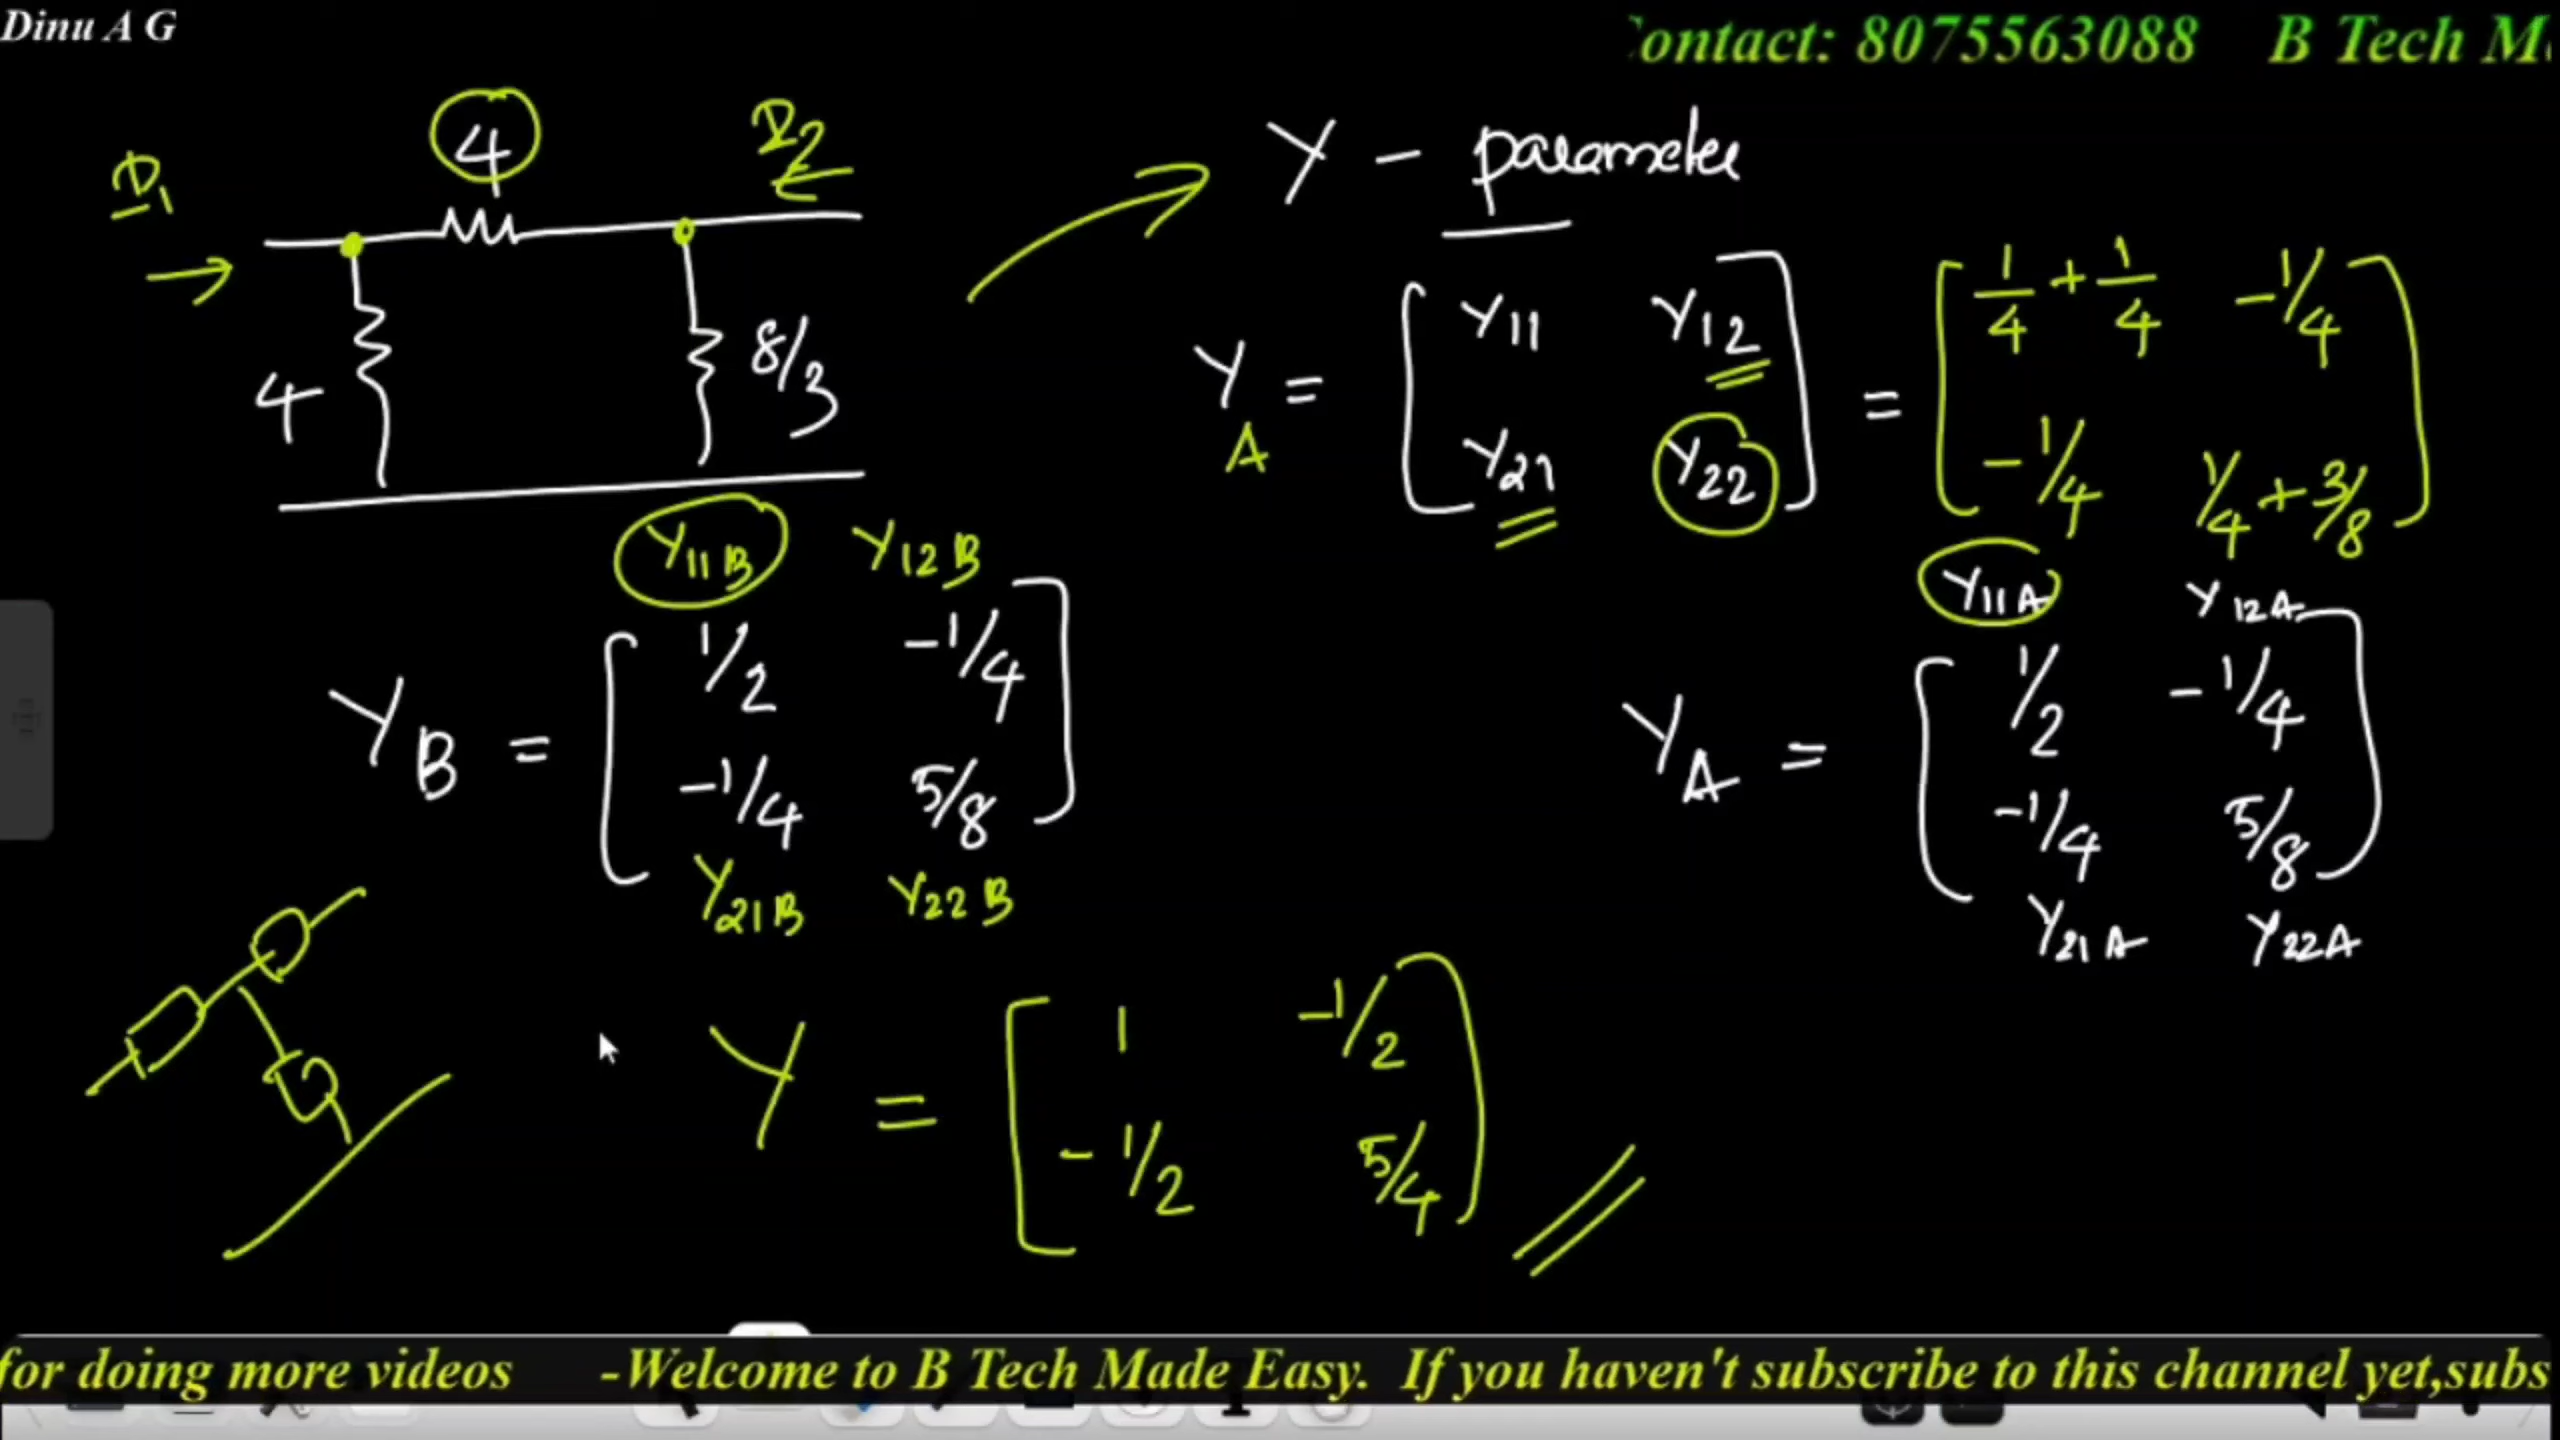 Dinu A G
ontact: 8075563088 B Tech M
4
I1
I2
4
8/3
Y - parameter
Y A = [ Y11 Y12
Y21 Y22 ]
= [ 1/4 + 1/4 -1/4
-1/4 1/4 + 3/8 ]
Y11B Y12B
YB = [ 1/2 -1/4
-1/4 5/8 ]
Y21B Y22B
Y11A Y12A
YA = [ 1/2 -1/4
-1/4 5/8 ]
Y21A Y22A
Y = [ 1 -1/2
-1/2 5/4 ]
for doing more videos -Welcome to B Tech Made Easy. If you haven't subscribe to this channel yet,subs